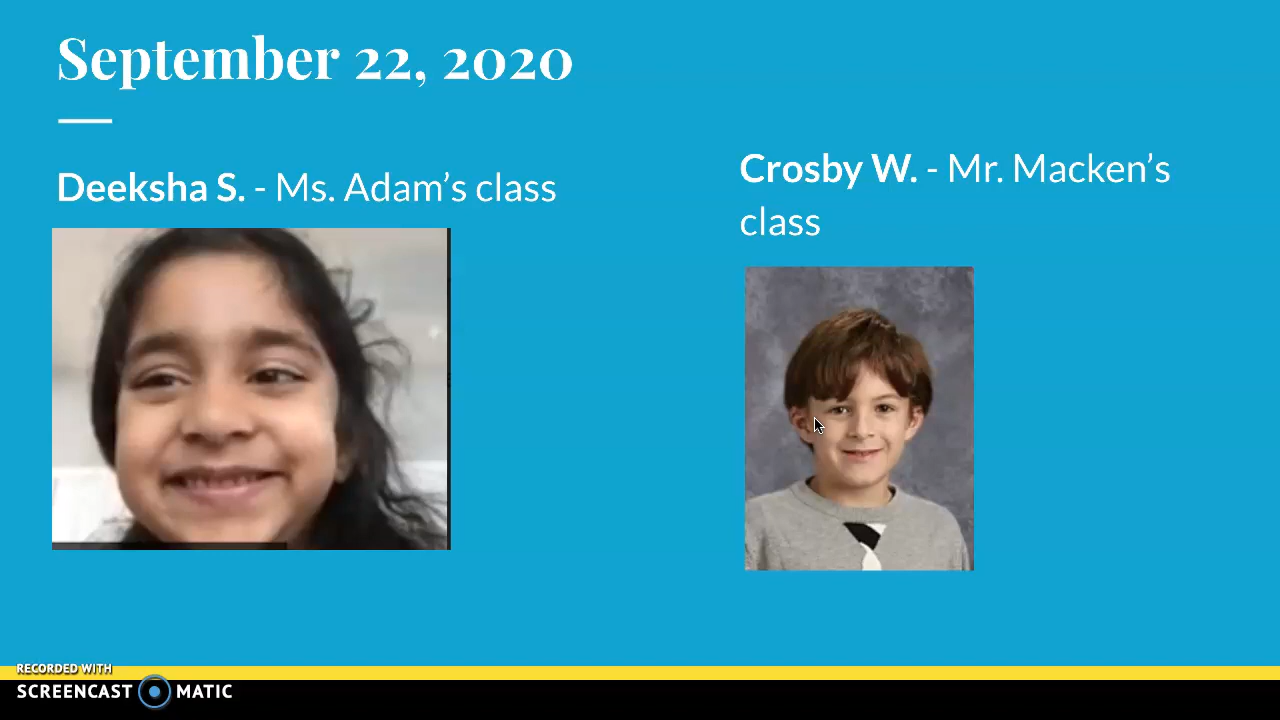 September 22, 2020
Deeksha S. - Ms. Adam’s class
Crosby W. - Mr. Macken’s
class
RECORDED WITH
SCREENCAST MATIC